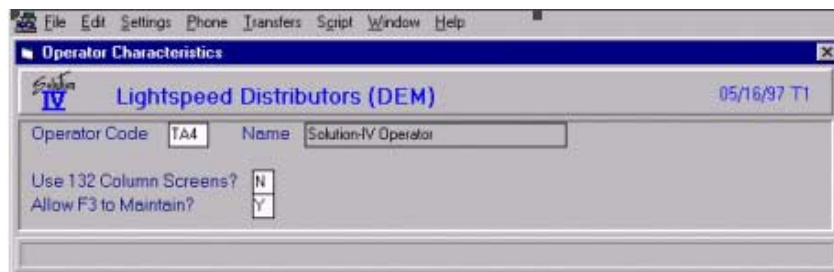 File Edit Settings Phone Transfers Script Window Help
Operator Characteristics
Solution IV Lightspeed Distributors (DEM) 05/16/97 T1
Operator Code TA4 Name Solution-IV Operator
Use 132 Column Screens? N
Allow F3 to Maintain? Y